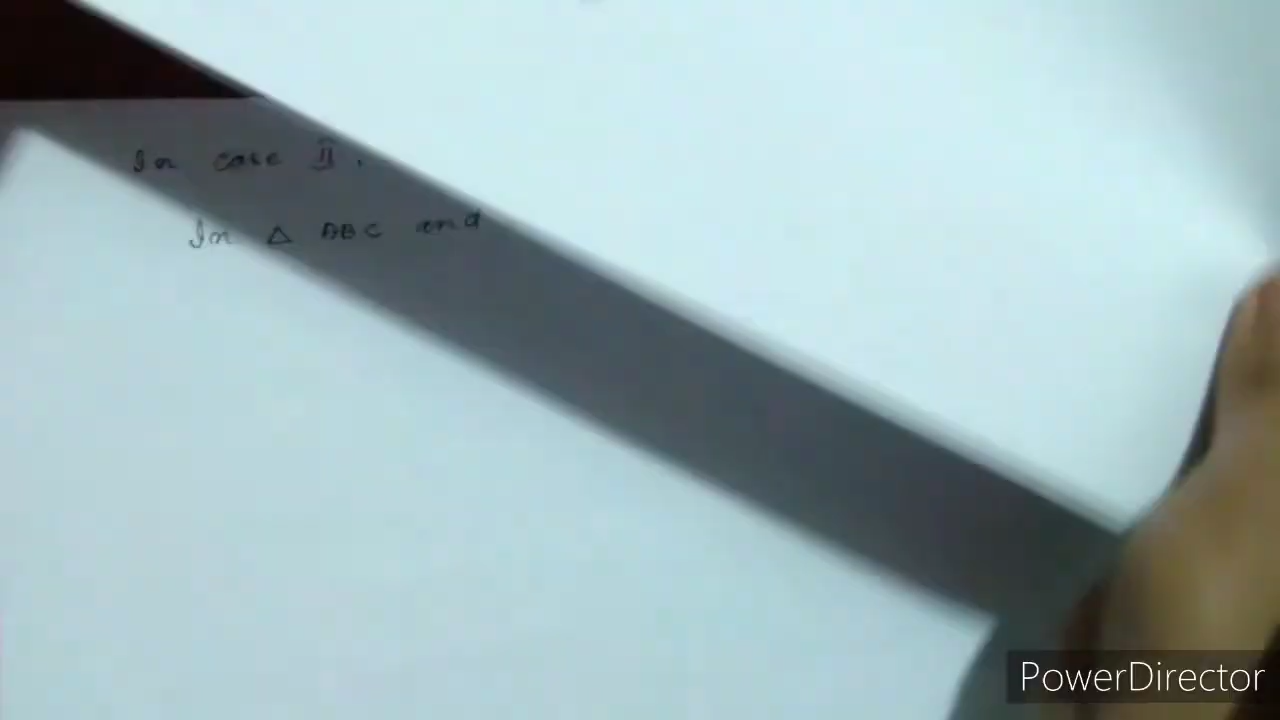 In case II.
In △ ABC and
PowerDirector